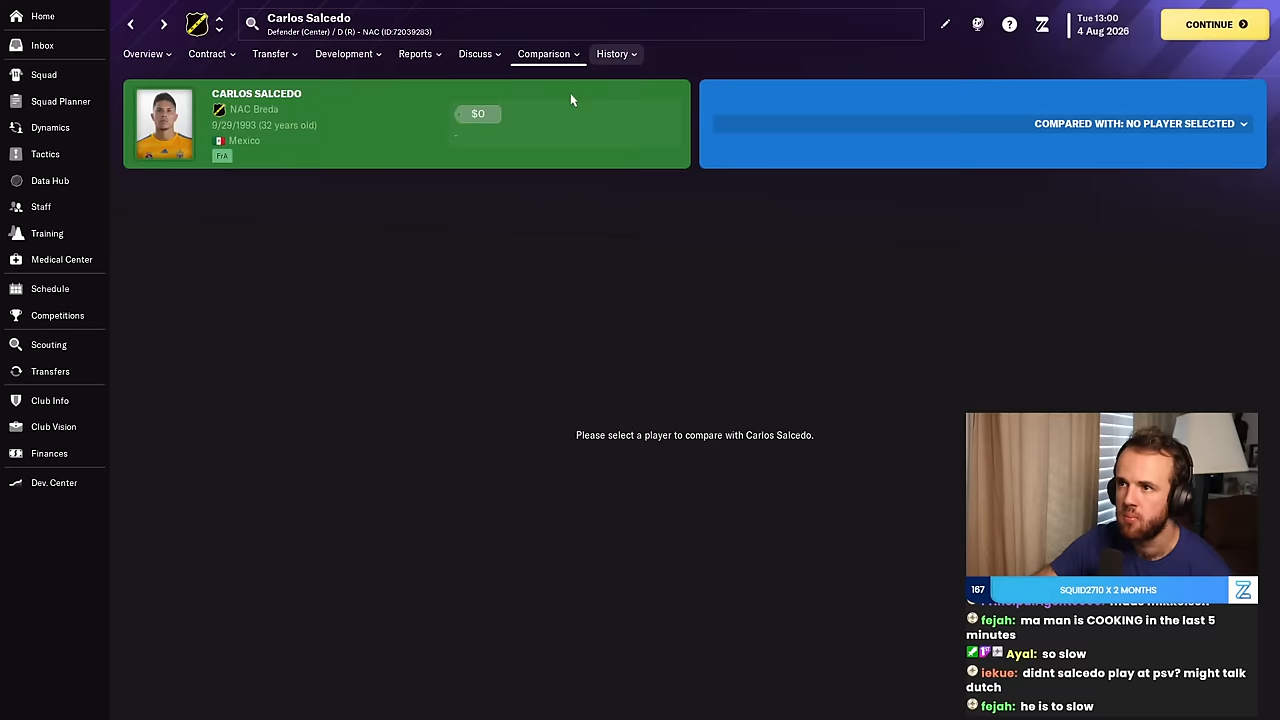 Home
Inbox
Squad
Squad Planner
Dynamics
Tactics
Data Hub
Staff
Training
Medical Center
Schedule
Competitions
Scouting
Transfers
Club Info
Club Vision
Finances
Dev. Center
Carlos Salcedo
Defender (Center) / D (R) - NAC (ID:72039283)
Tue 13:00
4 Aug 2026
CONTINUE
Overview
Contract
Transfer
Development
Reports
Discuss
Comparison
History
CARLOS SALCEDO
NAC Breda
9/29/1993 (32 years old)
Mexico
FrA
$0
-
COMPARED WITH: NO PLAYER SELECTED
Please select a player to compare with Carlos Salcedo.
167
SQUID2710 X 2 MONTHS
fejah: ma man is COOKING in the last 5
minutes
Ayal: so slow
iekue: didnt salcedo play at psv? might talk
dutch
fejah: he is to slow